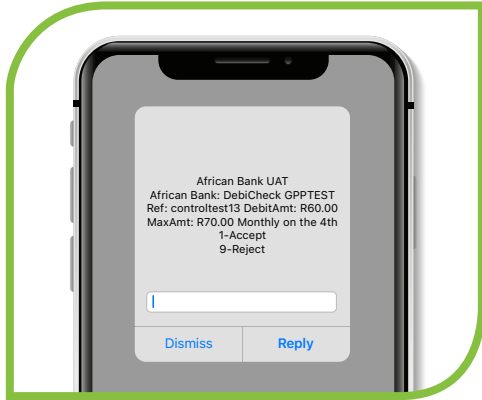 African Bank UAT
African Bank: DebiCheck GPPTEST
Ref: controltest13 DebitAmt: R60.00
MaxAmt: R70.00 Monthly on the 4th
1-Accept
9-Reject
Dismiss
Reply